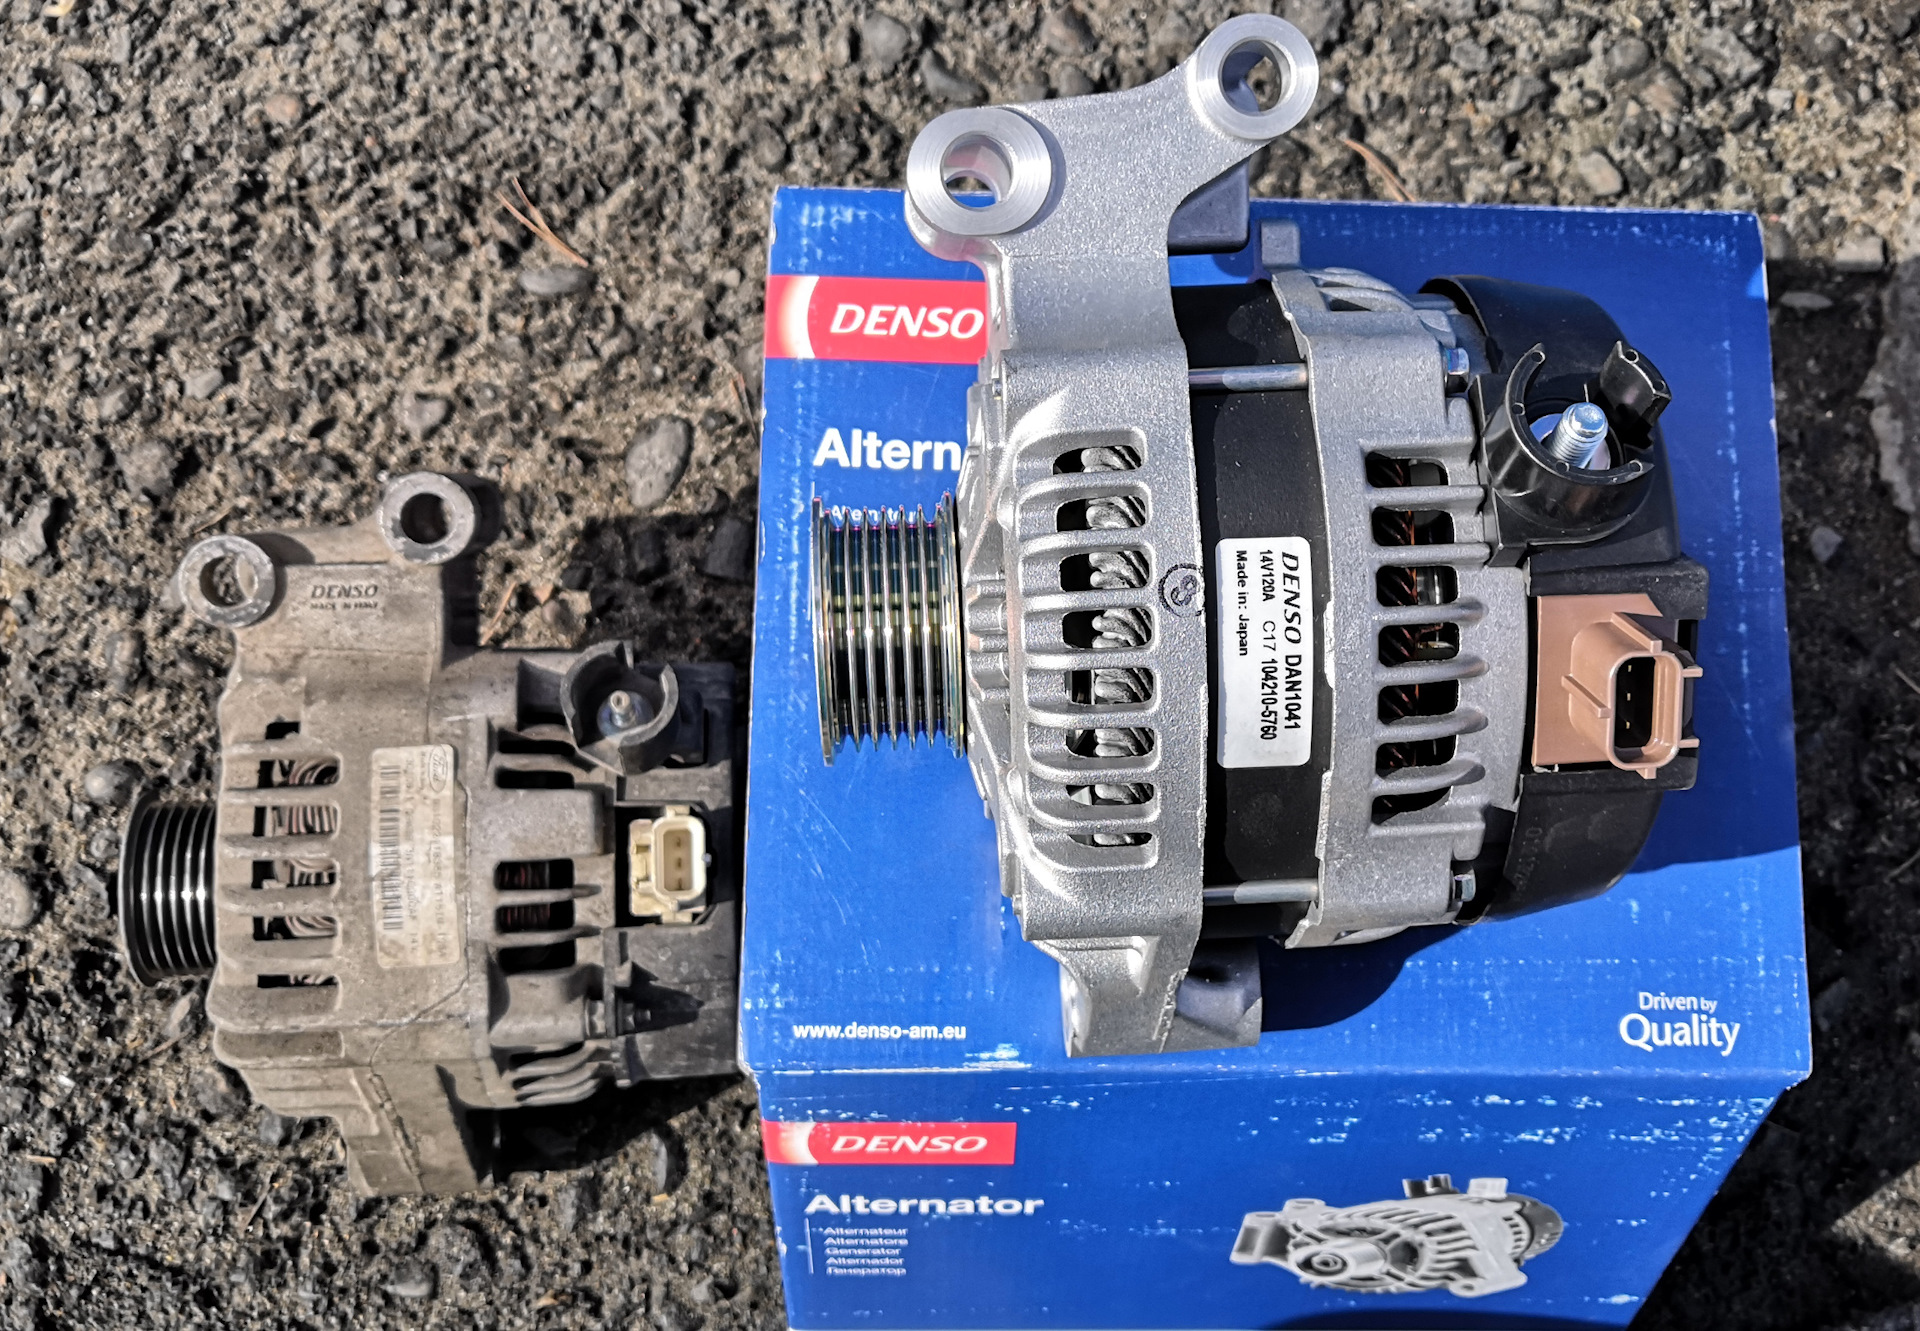 DENSO
Altern
DENSO
MADE IN ITALY
Ford
DENSO DAN1041
14V120A C17 104210-5760
Made in: Japan
www.denso-am.eu
Driven by
Quality
DENSO
Alternator
Alternateur
Alternatore
Generator
Alternador
Генератор